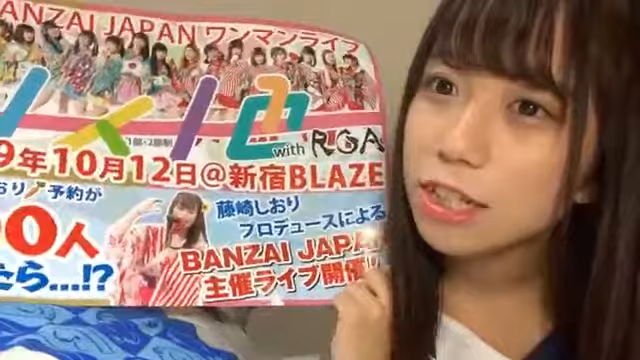 BANZAI JAPAN ワンマンライブ
with RGA
9年10月12日@新宿BLAZE
おり 予約が
0人
たら...!?
藤崎しおり
プロデュースによる
BANZAI JAPAN
主催ライブ開催